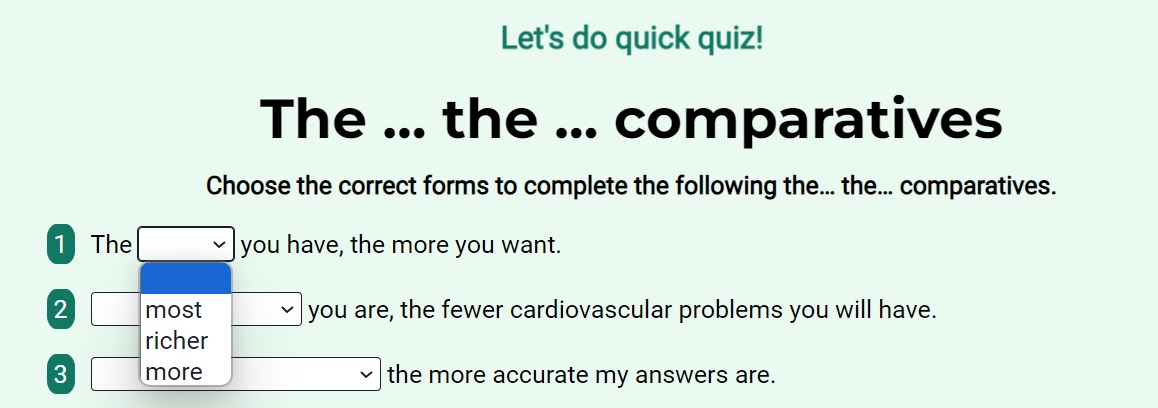 Let's do quick quiz!
The ... the ... comparatives
Choose the correct forms to complete the following the... the... comparatives.
1 The you have, the more you want.
most
2 you are, the fewer cardiovascular problems you will have.
richer
more
3 the more accurate my answers are.